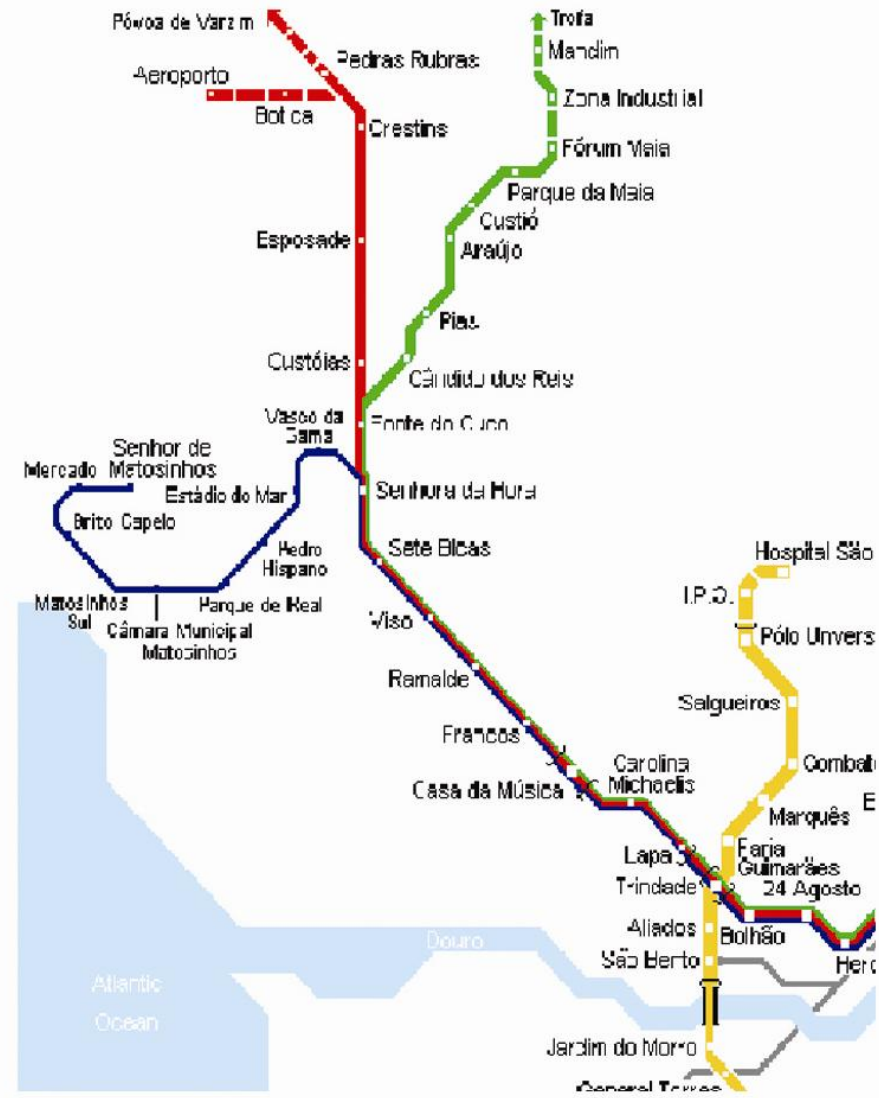 Póvoa de Varzim
Trofa
Mandim
Pedras Rubras
Aeroporto
Zona Industrial
Botica
Crestins
Fórum Maia
Parque da Maia
Custió
Esposade
Araújo
Pias
Custóias
Cândido dos Reis
Vasco da
Gama
Fonte do Cuco
Senhor de
Matosinhos
Mercado
Estádio do Mar
Senhora da Hora
Brito Capelo
Sete Bicas
Hospital São
Pedro
Hispano
I.P.O.
Matosinhos
Sul
Parque de Real
Viso
Câmara Municipal
Matosinhos
Pólo Univers
Ramalde
Salgueiros
Francos
Carolina
Michaelis
Combat
Casa da Música
Marquês
E
Lapa
Faria
Guimarães
Trindade
24 Agosto
Aliados
Bolhão
Douro
São Bento
Hero
Atlantic
Ocean
Jardim do Morro
General Torres